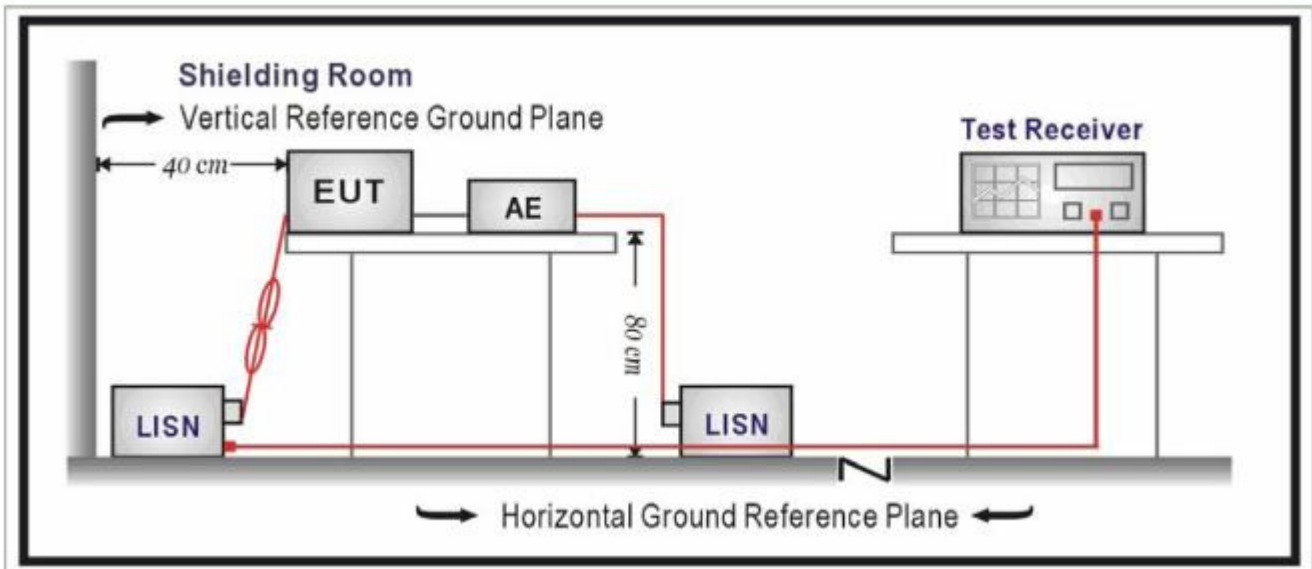 Shielding Room
Vertical Reference Ground Plane
40 cm
Test Receiver
EUT
AE
80 cm
LISN
LISN
Horizontal Ground Reference Plane